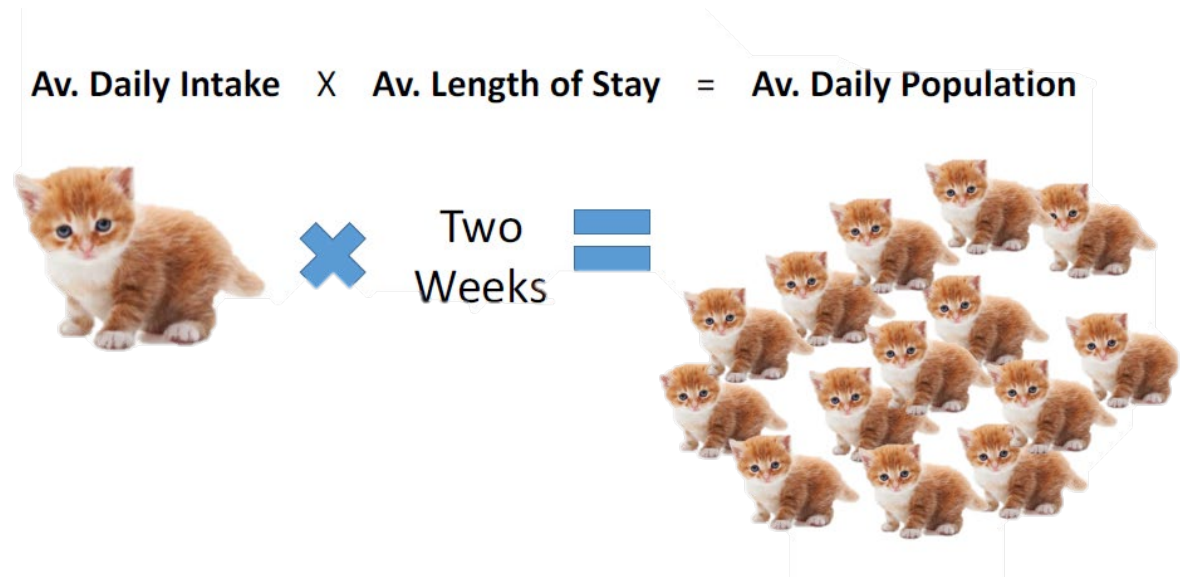 Av. Daily Intake X Av. Length of Stay = Av. Daily Population
Two
Weeks